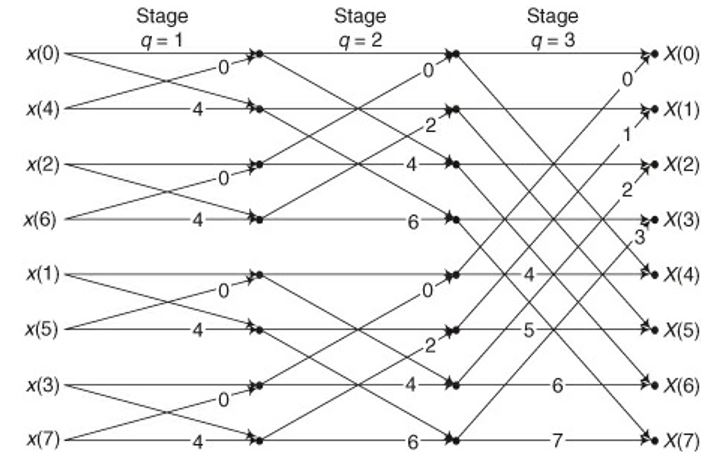 Stage Stage Stage
q = 1 q = 2 q = 3
x(0) 0 0 0 X(0)
x(4) 4 2 1 X(1)
x(2) 0 4 2 X(2)
x(6) 4 6 3 X(3)
x(1) 0 0 4 X(4)
x(5) 4 2 5 X(5)
x(3) 0 4 6 X(6)
x(7) 4 6 7 X(7)